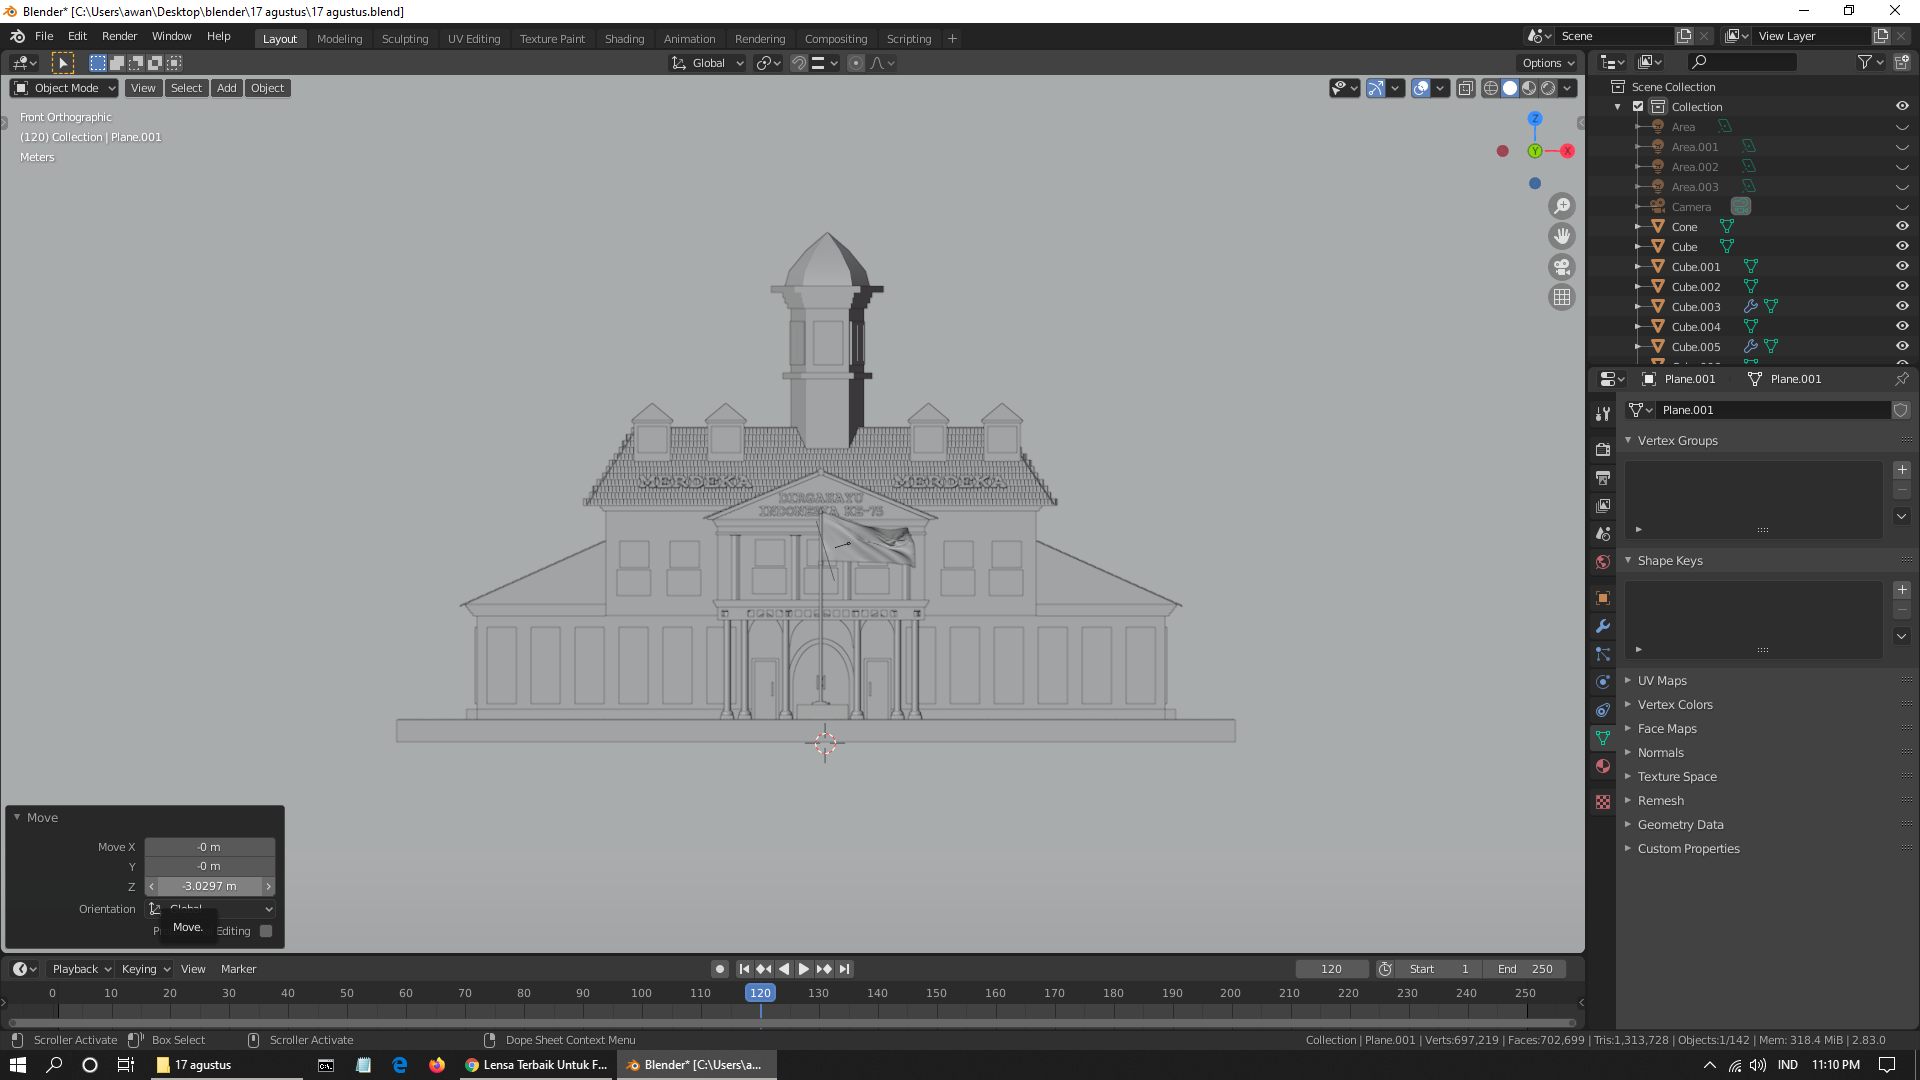 Blender* [C:\Users\awan\Desktop\blender\17 agustus\17 agustus.blend]
File Edit Render Window Help Layout Modeling Sculpting UV Editing Texture Paint Shading Animation Rendering Compositing Scripting + Scene View Layer
Global Options
Object Mode View Select Add Object
Front Orthographic
(120) Collection | Plane.001
Meters
Z
Y
X
MERDEKA MERDEKA
DIRGAHAYU
INDONESIA KE-75
Scene Collection
Collection
Area
Area.001
Area.002
Area.003
Camera
Cone
Cube
Cube.001
Cube.002
Cube.003
Cube.004
Cube.005
Plane.001 Plane.001
Plane.001
Vertex Groups
Shape Keys
UV Maps
Vertex Colors
Face Maps
Normals
Texture Space
Remesh
Geometry Data
Custom Properties
Move
Move X -0 m
Y -0 m
Z -3.0297 m
Orientation Global
Editing
Move.
Playback Keying View Marker 120 Start 1 End 250
0 10 20 30 40 50 60 70 80 90 100 110 120 130 140 150 160 170 180 190 200 210 220 230 240 250
Scroller Activate Box Select Scroller Activate Dope Sheet Context Menu Collection | Plane.001 | Verts:697,219 | Faces:702,699 | Tris:1,313,728 | Objects:1/142 | Mem: 318.4 MiB | 2.83.0
17 agustus Lensa Terbaik Untuk F... Blender* [C:\Users\a... IND 11:10 PM